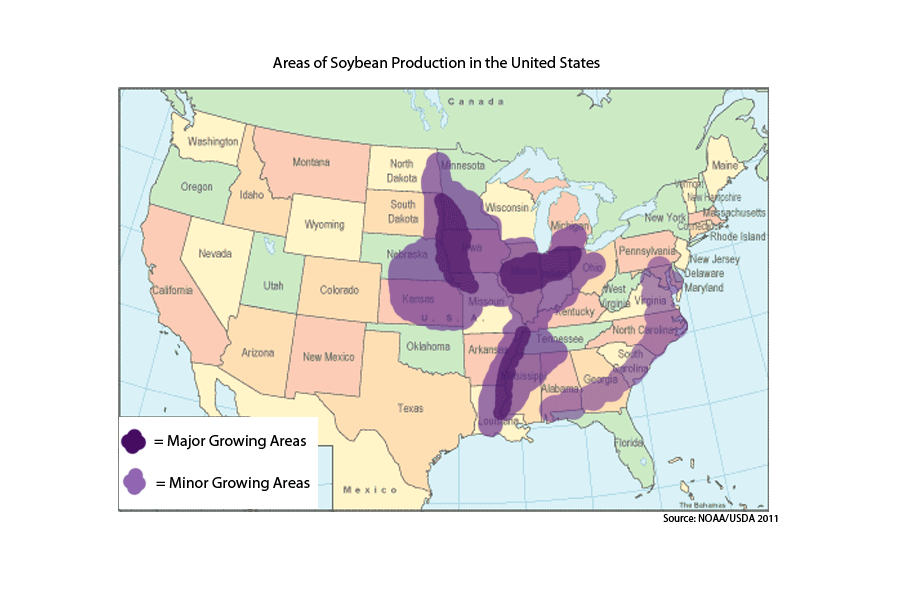 Areas of Soybean Production in the United States
Canada
Washington
Montana
North
Dakota
Minnesota
Maine
Oregon
Idaho
South
Dakota
Wisconsin
Michigan
Vermont
New Hampshire
New York
Massachusetts
Wyoming
Rhode Island
Nebraska
Iowa
Pennsylvania
Nevada
New Jersey
Ohio
Delaware
Utah
Colorado
California
Kansas
Missouri
West
Virginia
Virginia
Maryland
U. S. A.
Kentucky
Arizona
New Mexico
Oklahoma
Arkansas
Tennessee
North Carolina
South
Carolina
Mississippi
Alabama
Georgia
Texas
Louisiana
Florida
= Major Growing Areas
= Minor Growing Areas
Mexico
The Bahamas
Source: NOAA/USDA 2011